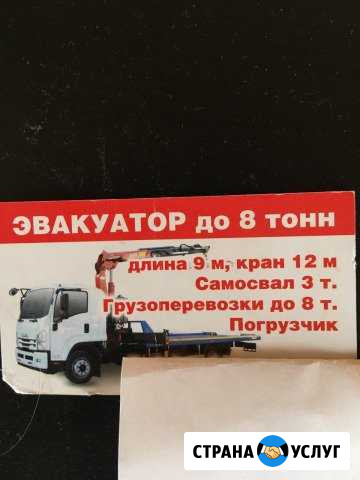 ЭВАКУАТОР до 8 тонн
длина 9 м, кран 12 м
Самосвал 3 т.
Грузоперевозки до 8 т.
Погрузчик
СТРАНА УСЛУГ